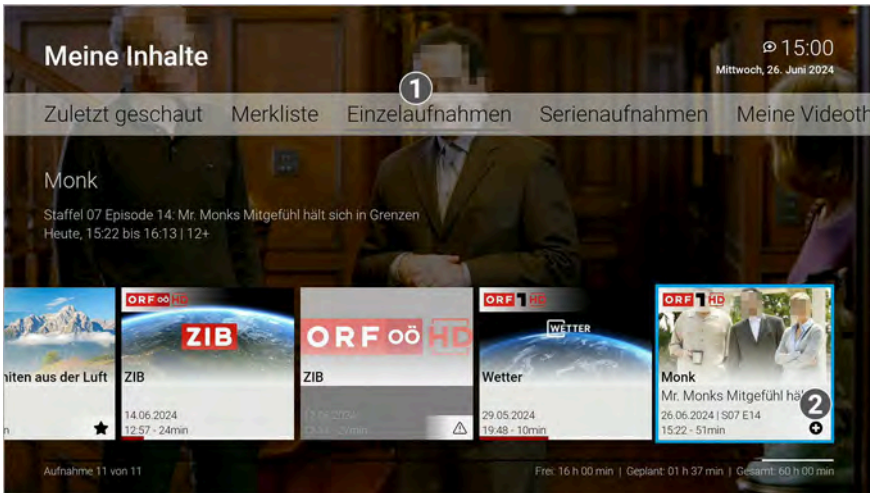 Meine Inhalte
15:00
Mittwoch, 26. Juni 2024
1
Zuletzt geschaut Merkliste Einzelaufnahmen Serienaufnahmen Meine Videoth
Monk
Staffel 07 Episode 14: Mr. Monks Mitgefühl hält sich in Grenzen
Heute, 15:22 bis 16:13 | 12+
niten aus der Luft
n
ORF oö HD
ZIB
ZIB
14.06.2024
12:57 - 24min
ORF oö HD
ZIB
ORF 1 HD
WETTER
Wetter
29.05.2024
19:48 - 10min
ORF 1 HD
Monk
Mr. Monks Mitgefühl hä
2
26.06.2024 | S07 E14
15:22 - 51min
Aufnahme 11 von 11
Frei: 16 h 00 min | Geplant: 01 h 37 min | Gesamt: 60 h 00 min